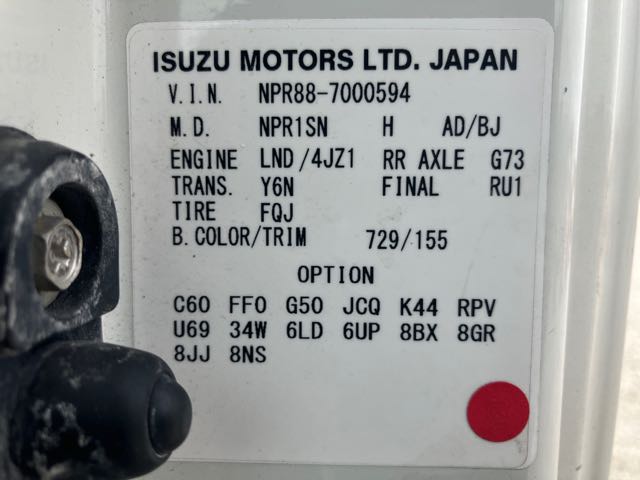 ISUZU MOTORS LTD. JAPAN
V.I.N. NPR88-7000594
M.D. NPR1SN H AD/BJ
ENGINE LND/4JZ1 RR AXLE G73
TRANS. Y6N FINAL RU1
TIRE FQJ
B.COLOR/TRIM 729/155
OPTION
C60 FF0 G50 JCQ K44 RPV
U69 34W 6LD 6UP 8BX 8GR
8JJ 8NS